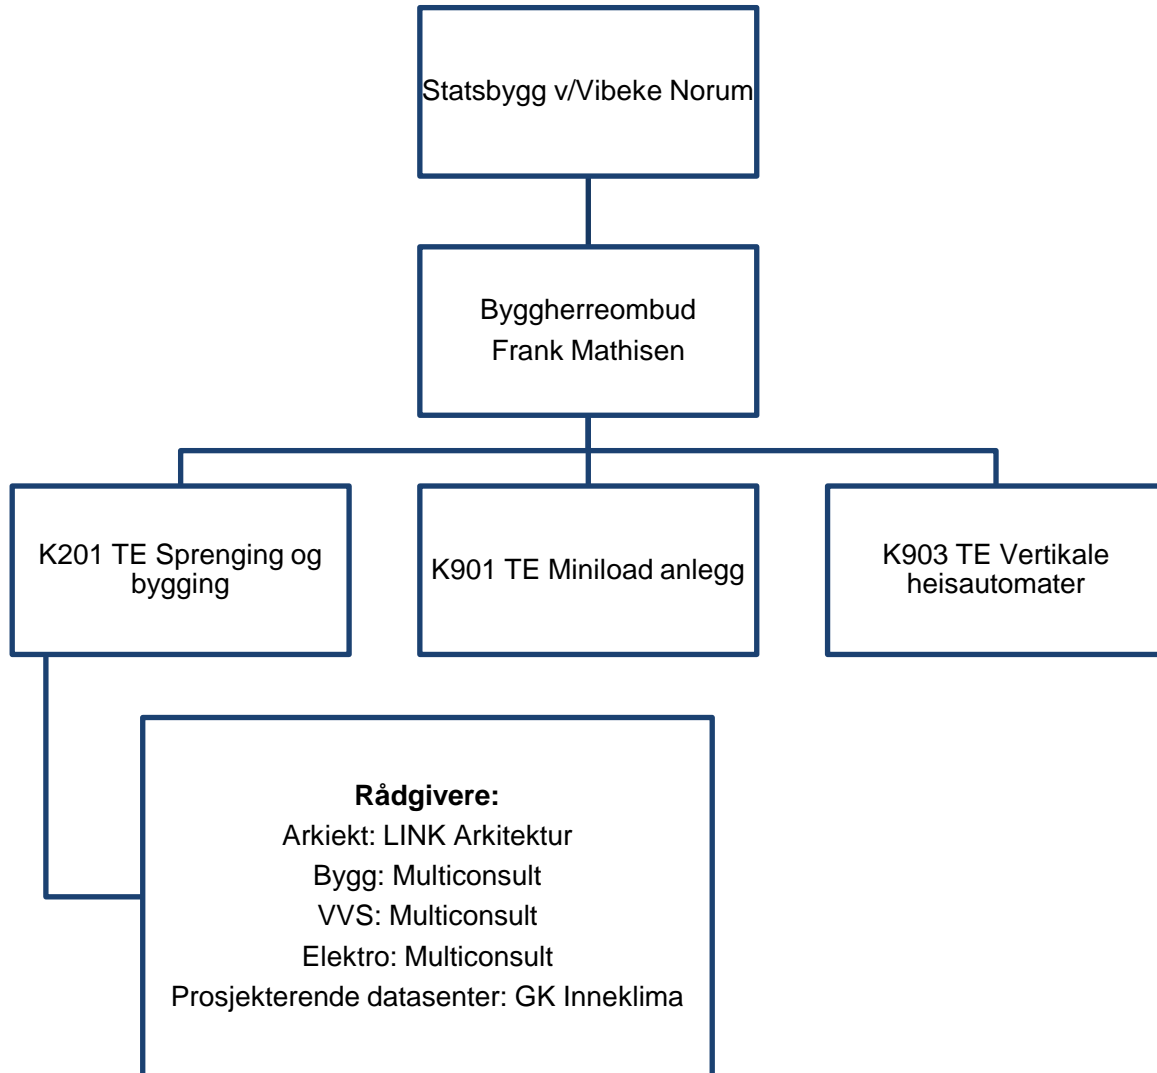 Statsbygg v/Vibeke Norum
Byggherreombud
Frank Mathisen
K201 TE Sprenging og
bygging
K901 TE Miniload anlegg
K903 TE Vertikale
heisautomater
Rådgivere:
Arkiekt: LINK Arkitektur
Bygg: Multiconsult
VVS: Multiconsult
Elektro: Multiconsult
Prosjekterende datasenter: GK Inneklima